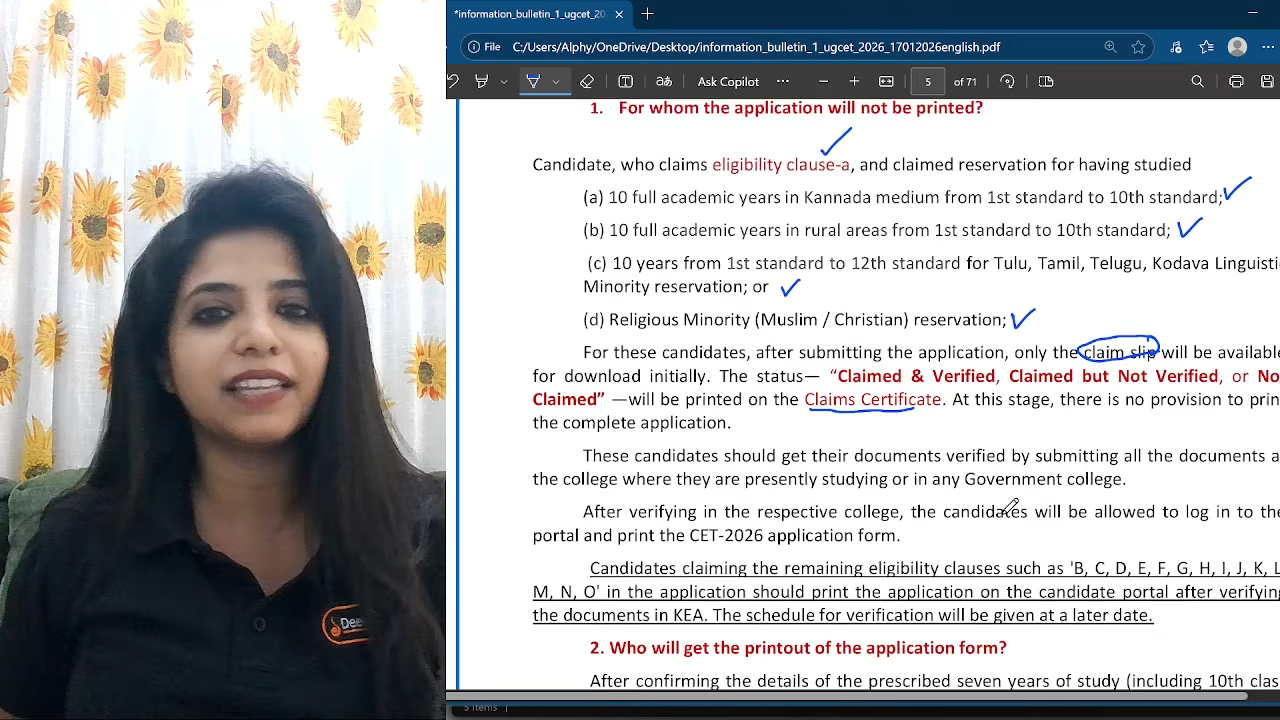 *information_bulletin_1_ugcet_20
File C:/Users/Alphy/OneDrive/Desktop/information_bulletin_1_ugcet_2026_17012026english.pdf
Ask Copilot 5 of 71
1. For whom the application will not be printed?
Candidate, who claims eligibility clause-a, and claimed reservation for having studied
(a) 10 full academic years in Kannada medium from 1st standard to 10th standard;
(b) 10 full academic years in rural areas from 1st standard to 10th standard;
(c) 10 years from 1st standard to 12th standard for Tulu, Tamil, Telugu, Kodava Linguisti
Minority reservation; or
(d) Religious Minority (Muslim / Christian) reservation;
For these candidates, after submitting the application, only the claim slip will be available
for download initially. The status— “Claimed & Verified, Claimed but Not Verified, or No
Claimed” —will be printed on the Claims Certificate. At this stage, there is no provision to prin
the complete application.
These candidates should get their documents verified by submitting all the documents a
the college where they are presently studying or in any Government college.
After verifying in the respective college, the candidates will be allowed to log in to the
portal and print the CET-2026 application form.
Candidates claiming the remaining eligibility clauses such as 'B, C, D, E, F, G, H, I, J, K, L
M, N, O' in the application should print the application on the candidate portal after verifying
the documents in KEA. The schedule for verification will be given at a later date.
2. Who will get the printout of the application form?
After confirming the details of the prescribed seven years of study (including 10th clas
5 items
Dee